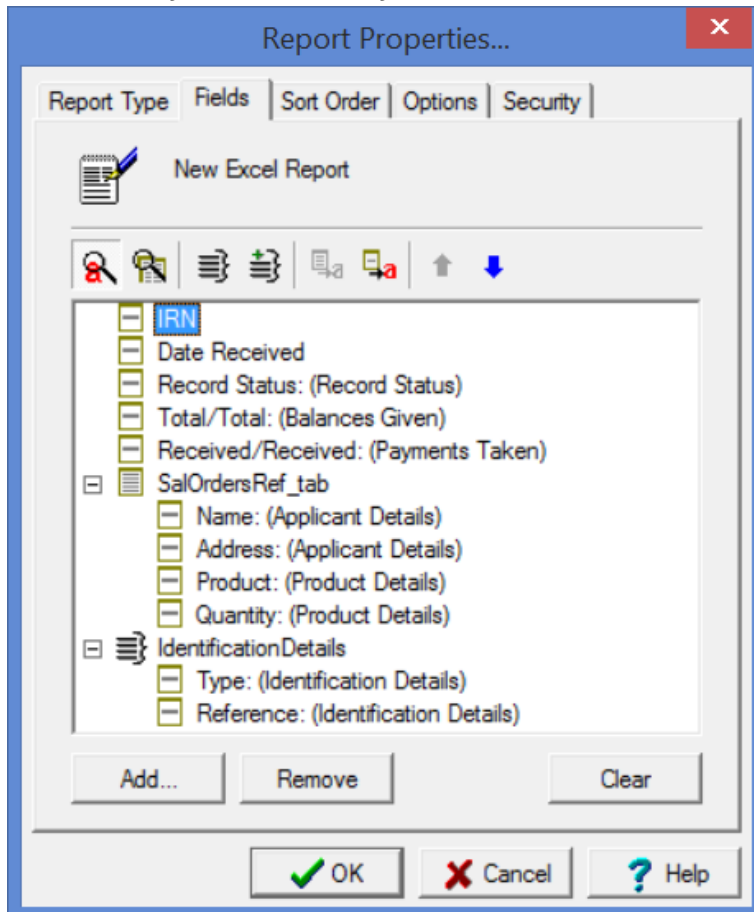 Report Properties...
Report Type Fields Sort Order Options Security
New Excel Report
IRN
Date Received
Record Status: (Record Status)
Total/Total: (Balances Given)
Received/Received: (Payments Taken)
SalOrdersRef_tab
Name: (Applicant Details)
Address: (Applicant Details)
Product: (Product Details)
Quantity: (Product Details)
IdentificationDetails
Type: (Identification Details)
Reference: (Identification Details)
Add... Remove Clear
OK Cancel Help